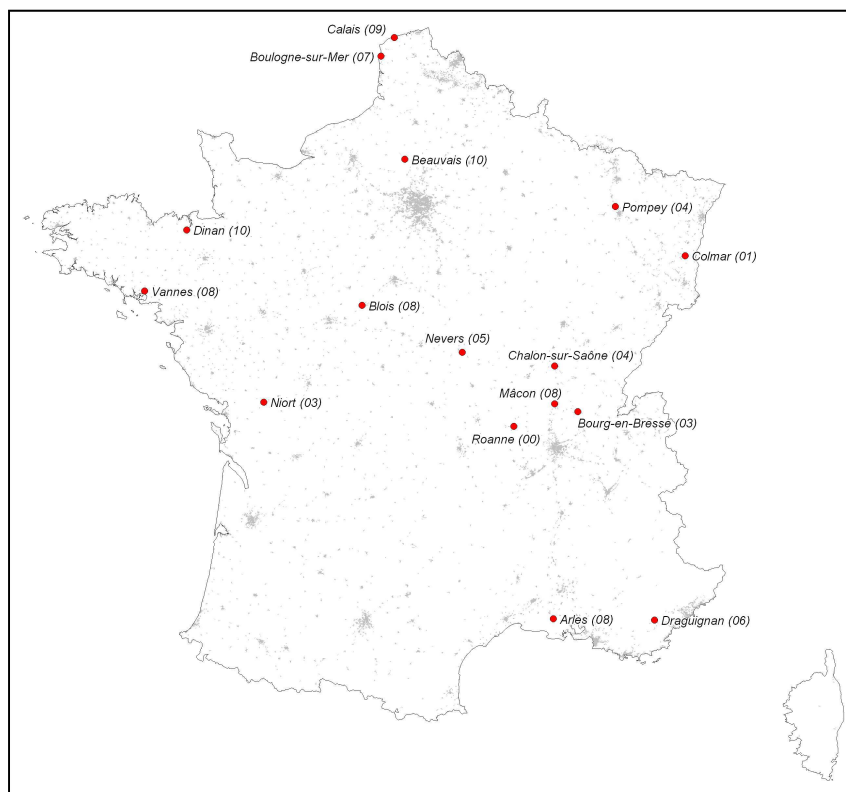 Calais (09)
Boulogne-sur-Mer (07)
Beauvais (10)
Pompey (04)
Dinan (10)
Colmar (01)
Vannes (08)
Blois (08)
Nevers (05)
Chalon-sur-Saône (04)
Mâcon (08)
Niort (03)
Bourg-en-Bresse (03)
Roanne (00)
Arles (08)
Draguignan (06)